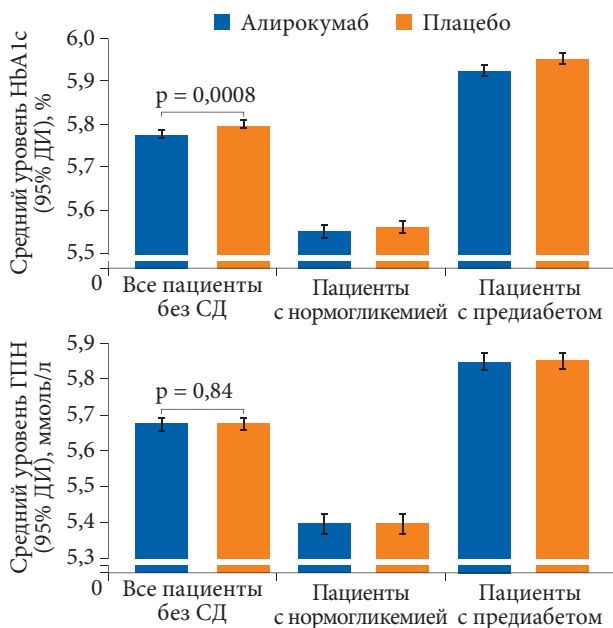 Алирокумаб Плацебо
Средний уровень HbA1c
(95% ДИ), %
6,0
5,9
5,8
5,7
5,6
5,5
0
p = 0,0008
Все пациенты
без СД
Пациенты
с нормогликемией
Пациенты
с предиабетом
Средний уровень ГПН
(95% ДИ), ммоль/л
5,9
5,8
5,7
5,6
5,5
5,4
5,3
0
p = 0,84
Все пациенты
без СД
Пациенты
с нормогликемией
Пациенты
с предиабетом